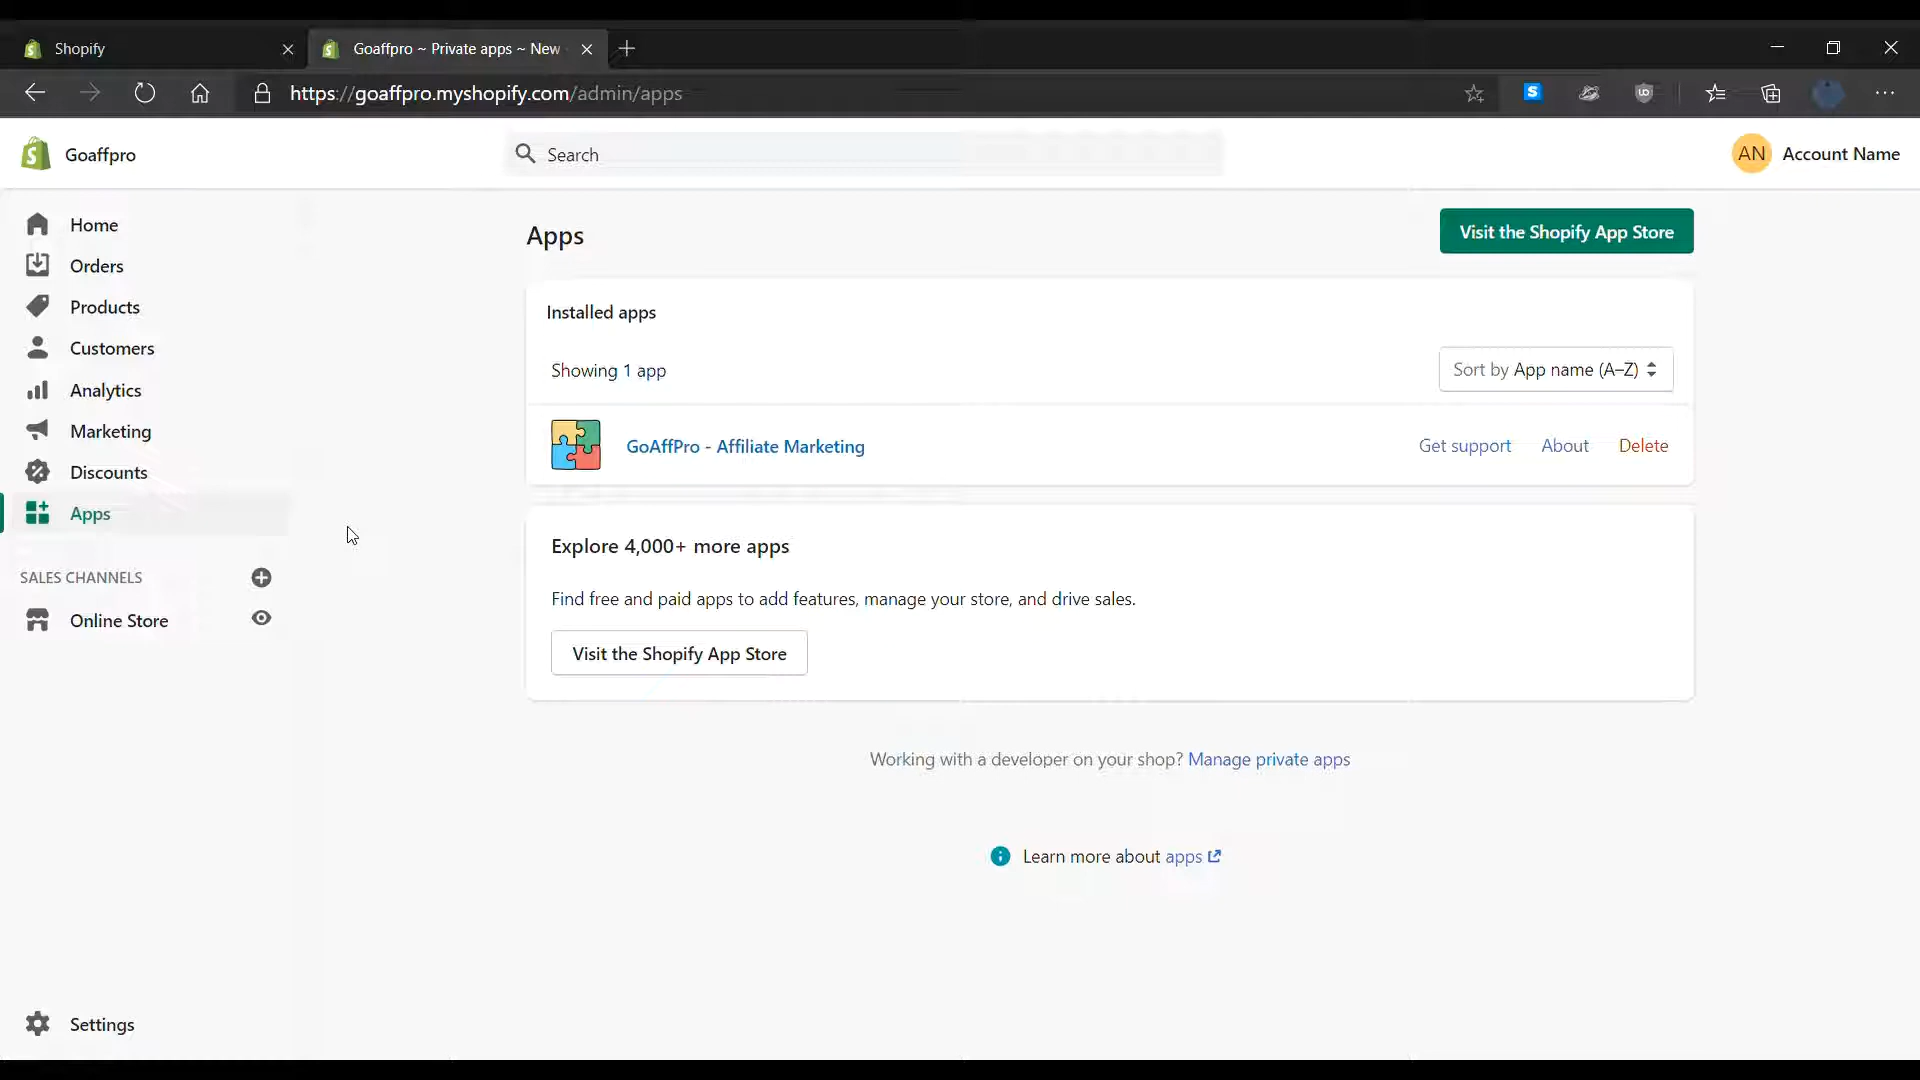 Shopify
Goaffpro ~ Private apps ~ New
https://goaffpro.myshopify.com/admin/apps
Goaffpro
Search
AN Account Name
Home
Orders
Products
Customers
Analytics
Marketing
Discounts
Apps
SALES CHANNELS
Online Store
Settings
Apps
Visit the Shopify App Store
Installed apps
Showing 1 app
Sort by App name (A–Z)
GoAffPro - Affiliate Marketing
Get support About Delete
Explore 4,000+ more apps
Find free and paid apps to add features, manage your store, and drive sales.
Visit the Shopify App Store
Working with a developer on your shop? Manage private apps
Learn more about apps